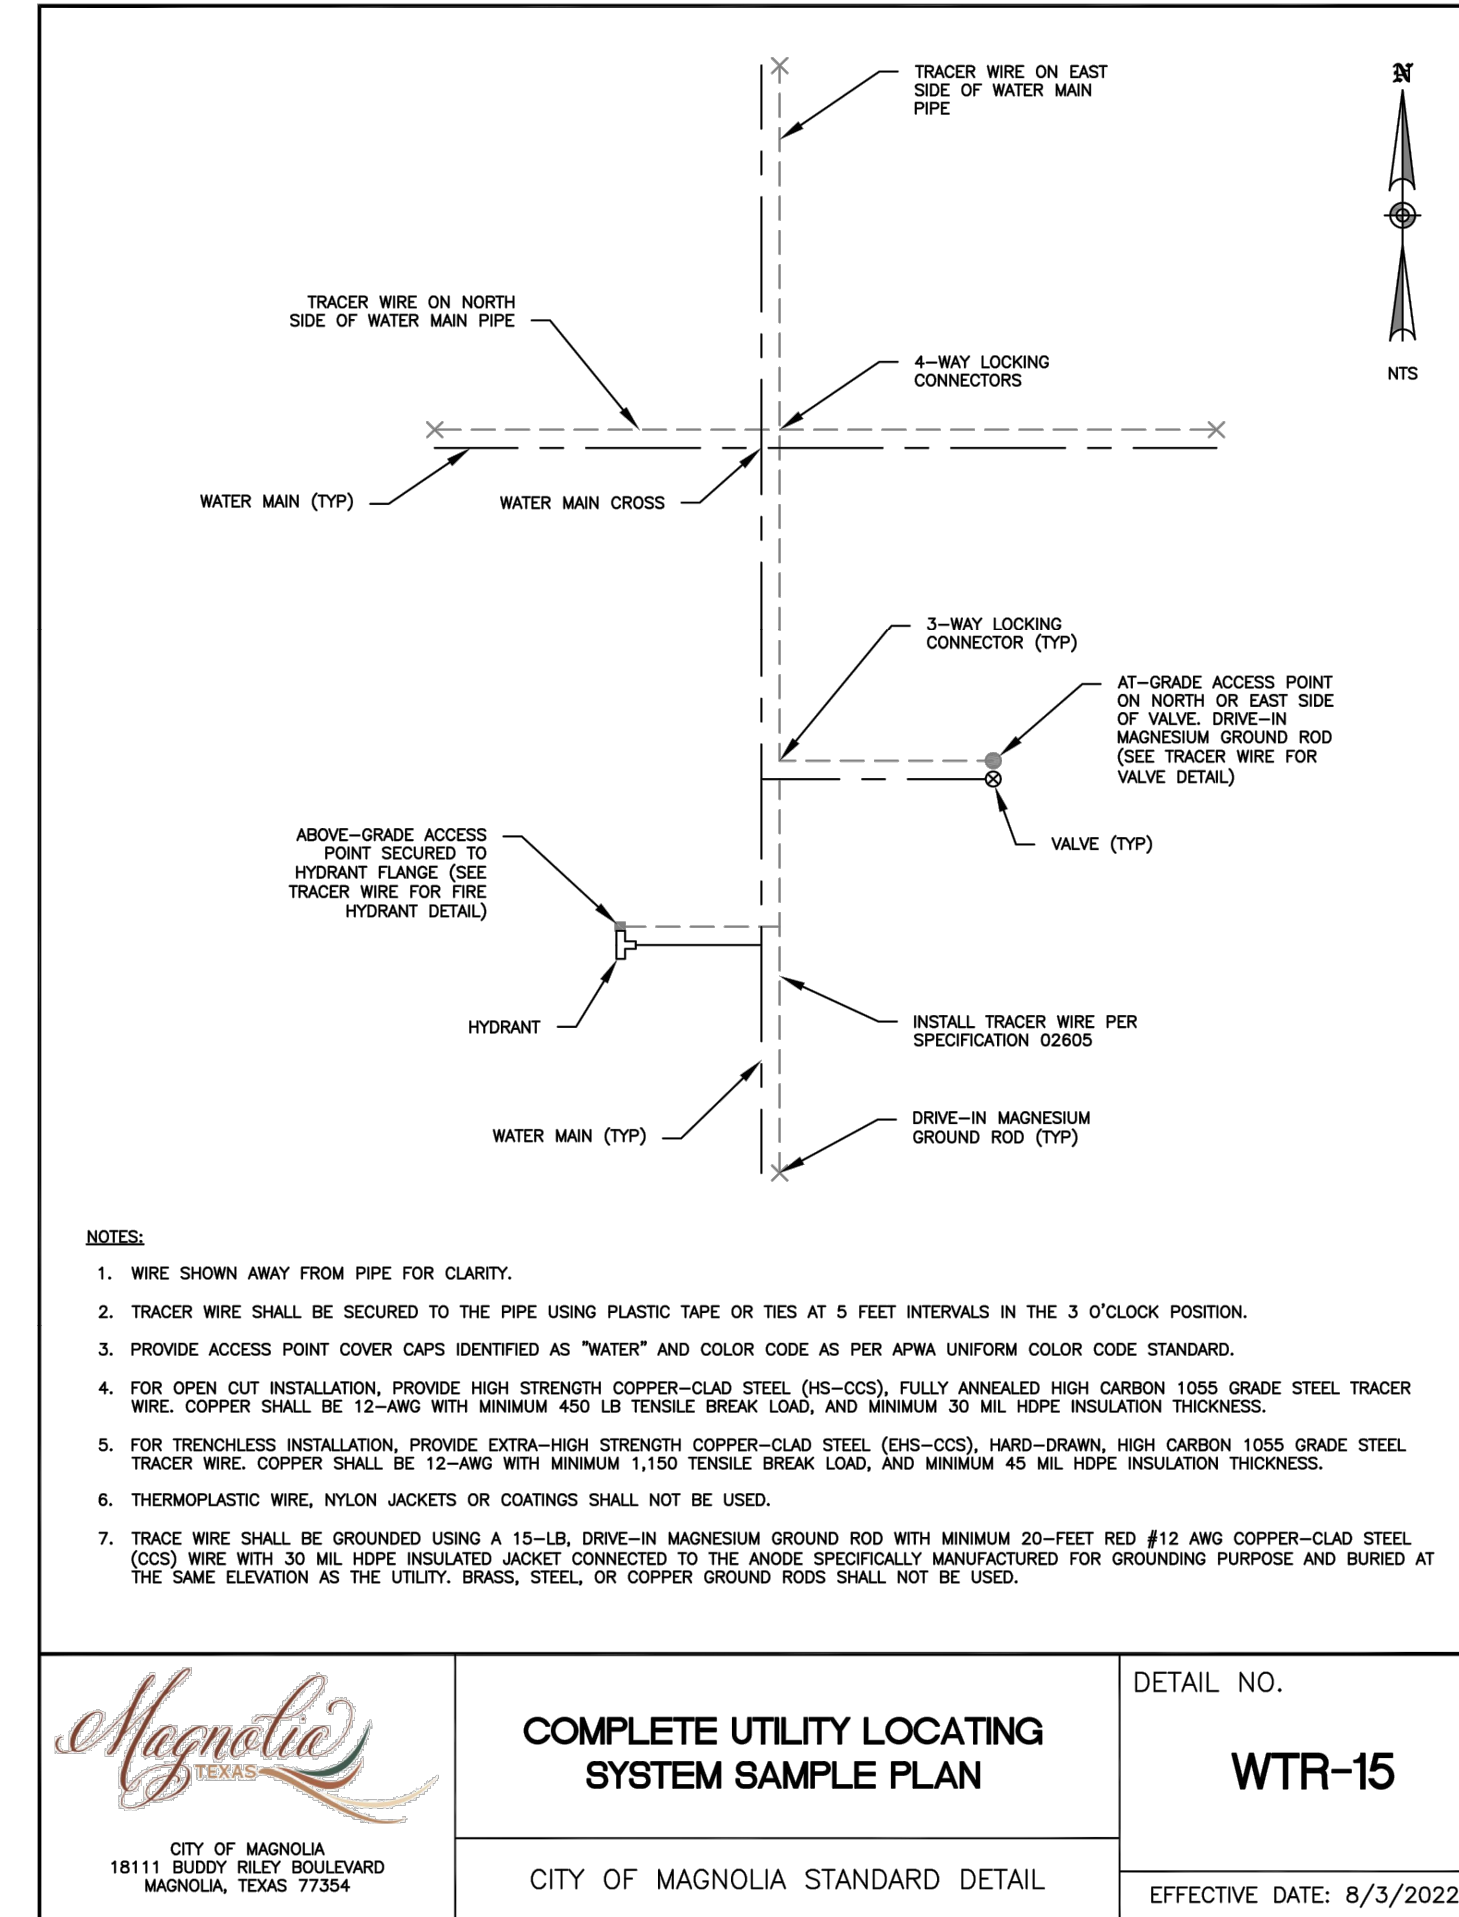 TRACER WIRE ON EAST
SIDE OF WATER MAIN
PIPE
N
NTS
TRACER WIRE ON NORTH
SIDE OF WATER MAIN PIPE
4-WAY LOCKING
CONNECTORS
WATER MAIN (TYP)
WATER MAIN CROSS
3-WAY LOCKING
CONNECTOR (TYP)
AT-GRADE ACCESS POINT
ON NORTH OR EAST SIDE
OF VALVE. DRIVE-IN
MAGNESIUM GROUND ROD
(SEE TRACER WIRE FOR
VALVE DETAIL)
VALVE (TYP)
ABOVE-GRADE ACCESS
POINT SECURED TO
HYDRANT FLANGE (SEE
TRACER WIRE FOR FIRE
HYDRANT DETAIL)
HYDRANT
INSTALL TRACER WIRE PER
SPECIFICATION 02605
WATER MAIN (TYP)
DRIVE-IN MAGNESIUM
GROUND ROD (TYP)
NOTES:
1. WIRE SHOWN AWAY FROM PIPE FOR CLARITY.
2. TRACER WIRE SHALL BE SECURED TO THE PIPE USING PLASTIC TAPE OR TIES AT 5 FEET INTERVALS IN THE 3 O'CLOCK POSITION.
3. PROVIDE ACCESS POINT COVER CAPS IDENTIFIED AS "WATER" AND COLOR CODE AS PER APWA UNIFORM COLOR CODE STANDARD.
4. FOR OPEN CUT INSTALLATION, PROVIDE HIGH STRENGTH COPPER-CLAD STEEL (HS-CCS), FULLY ANNEALED HIGH CARBON 1055 GRADE STEEL TRACER
WIRE. COPPER SHALL BE 12-AWG WITH MINIMUM 450 LB TENSILE BREAK LOAD, AND MINIMUM 30 MIL HDPE INSULATION THICKNESS.
5. FOR TRENCHLESS INSTALLATION, PROVIDE EXTRA-HIGH STRENGTH COPPER-CLAD STEEL (EHS-CCS), HARD-DRAWN, HIGH CARBON 1055 GRADE STEEL
TRACER WIRE. COPPER SHALL BE 12-AWG WITH MINIMUM 1,150 TENSILE BREAK LOAD, AND MINIMUM 45 MIL HDPE INSULATION THICKNESS.
6. THERMOPLASTIC WIRE, NYLON JACKETS OR COATINGS SHALL NOT BE USED.
7. TRACE WIRE SHALL BE GROUNDED USING A 15-LB, DRIVE-IN MAGNESIUM GROUND ROD WITH MINIMUM 20-FEET RED #12 AWG COPPER-CLAD STEEL
(CCS) WIRE WITH 30 MIL HDPE INSULATED JACKET CONNECTED TO THE ANODE SPECIFICALLY MANUFACTURED FOR GROUNDING PURPOSE AND BURIED AT
THE SAME ELEVATION AS THE UTILITY. BRASS, STEEL, OR COPPER GROUND RODS SHALL NOT BE USED.
Magnolia
TEXAS
CITY OF MAGNOLIA
18111 BUDDY RILEY BOULEVARD
MAGNOLIA, TEXAS 77354
COMPLETE UTILITY LOCATING
SYSTEM SAMPLE PLAN
CITY OF MAGNOLIA STANDARD DETAIL
DETAIL NO.
WTR-15
EFFECTIVE DATE: 8/3/2022